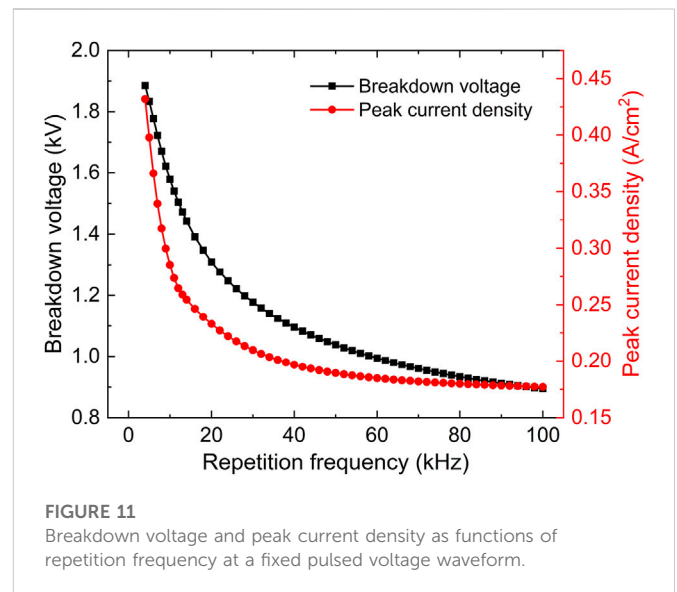 2.0
1.8
1.6
1.4
1.2
1.0
0.8
Breakdown voltage (kV)
Breakdown voltage
Peak current density
0.45
0.40
0.35
0.30
0.25
0.20
0.15
Peak current density (A/cm²)
0 20 40 60 80 100
Repetition frequency (kHz)
FIGURE 11
Breakdown voltage and peak current density as functions of
repetition frequency at a fixed pulsed voltage waveform.